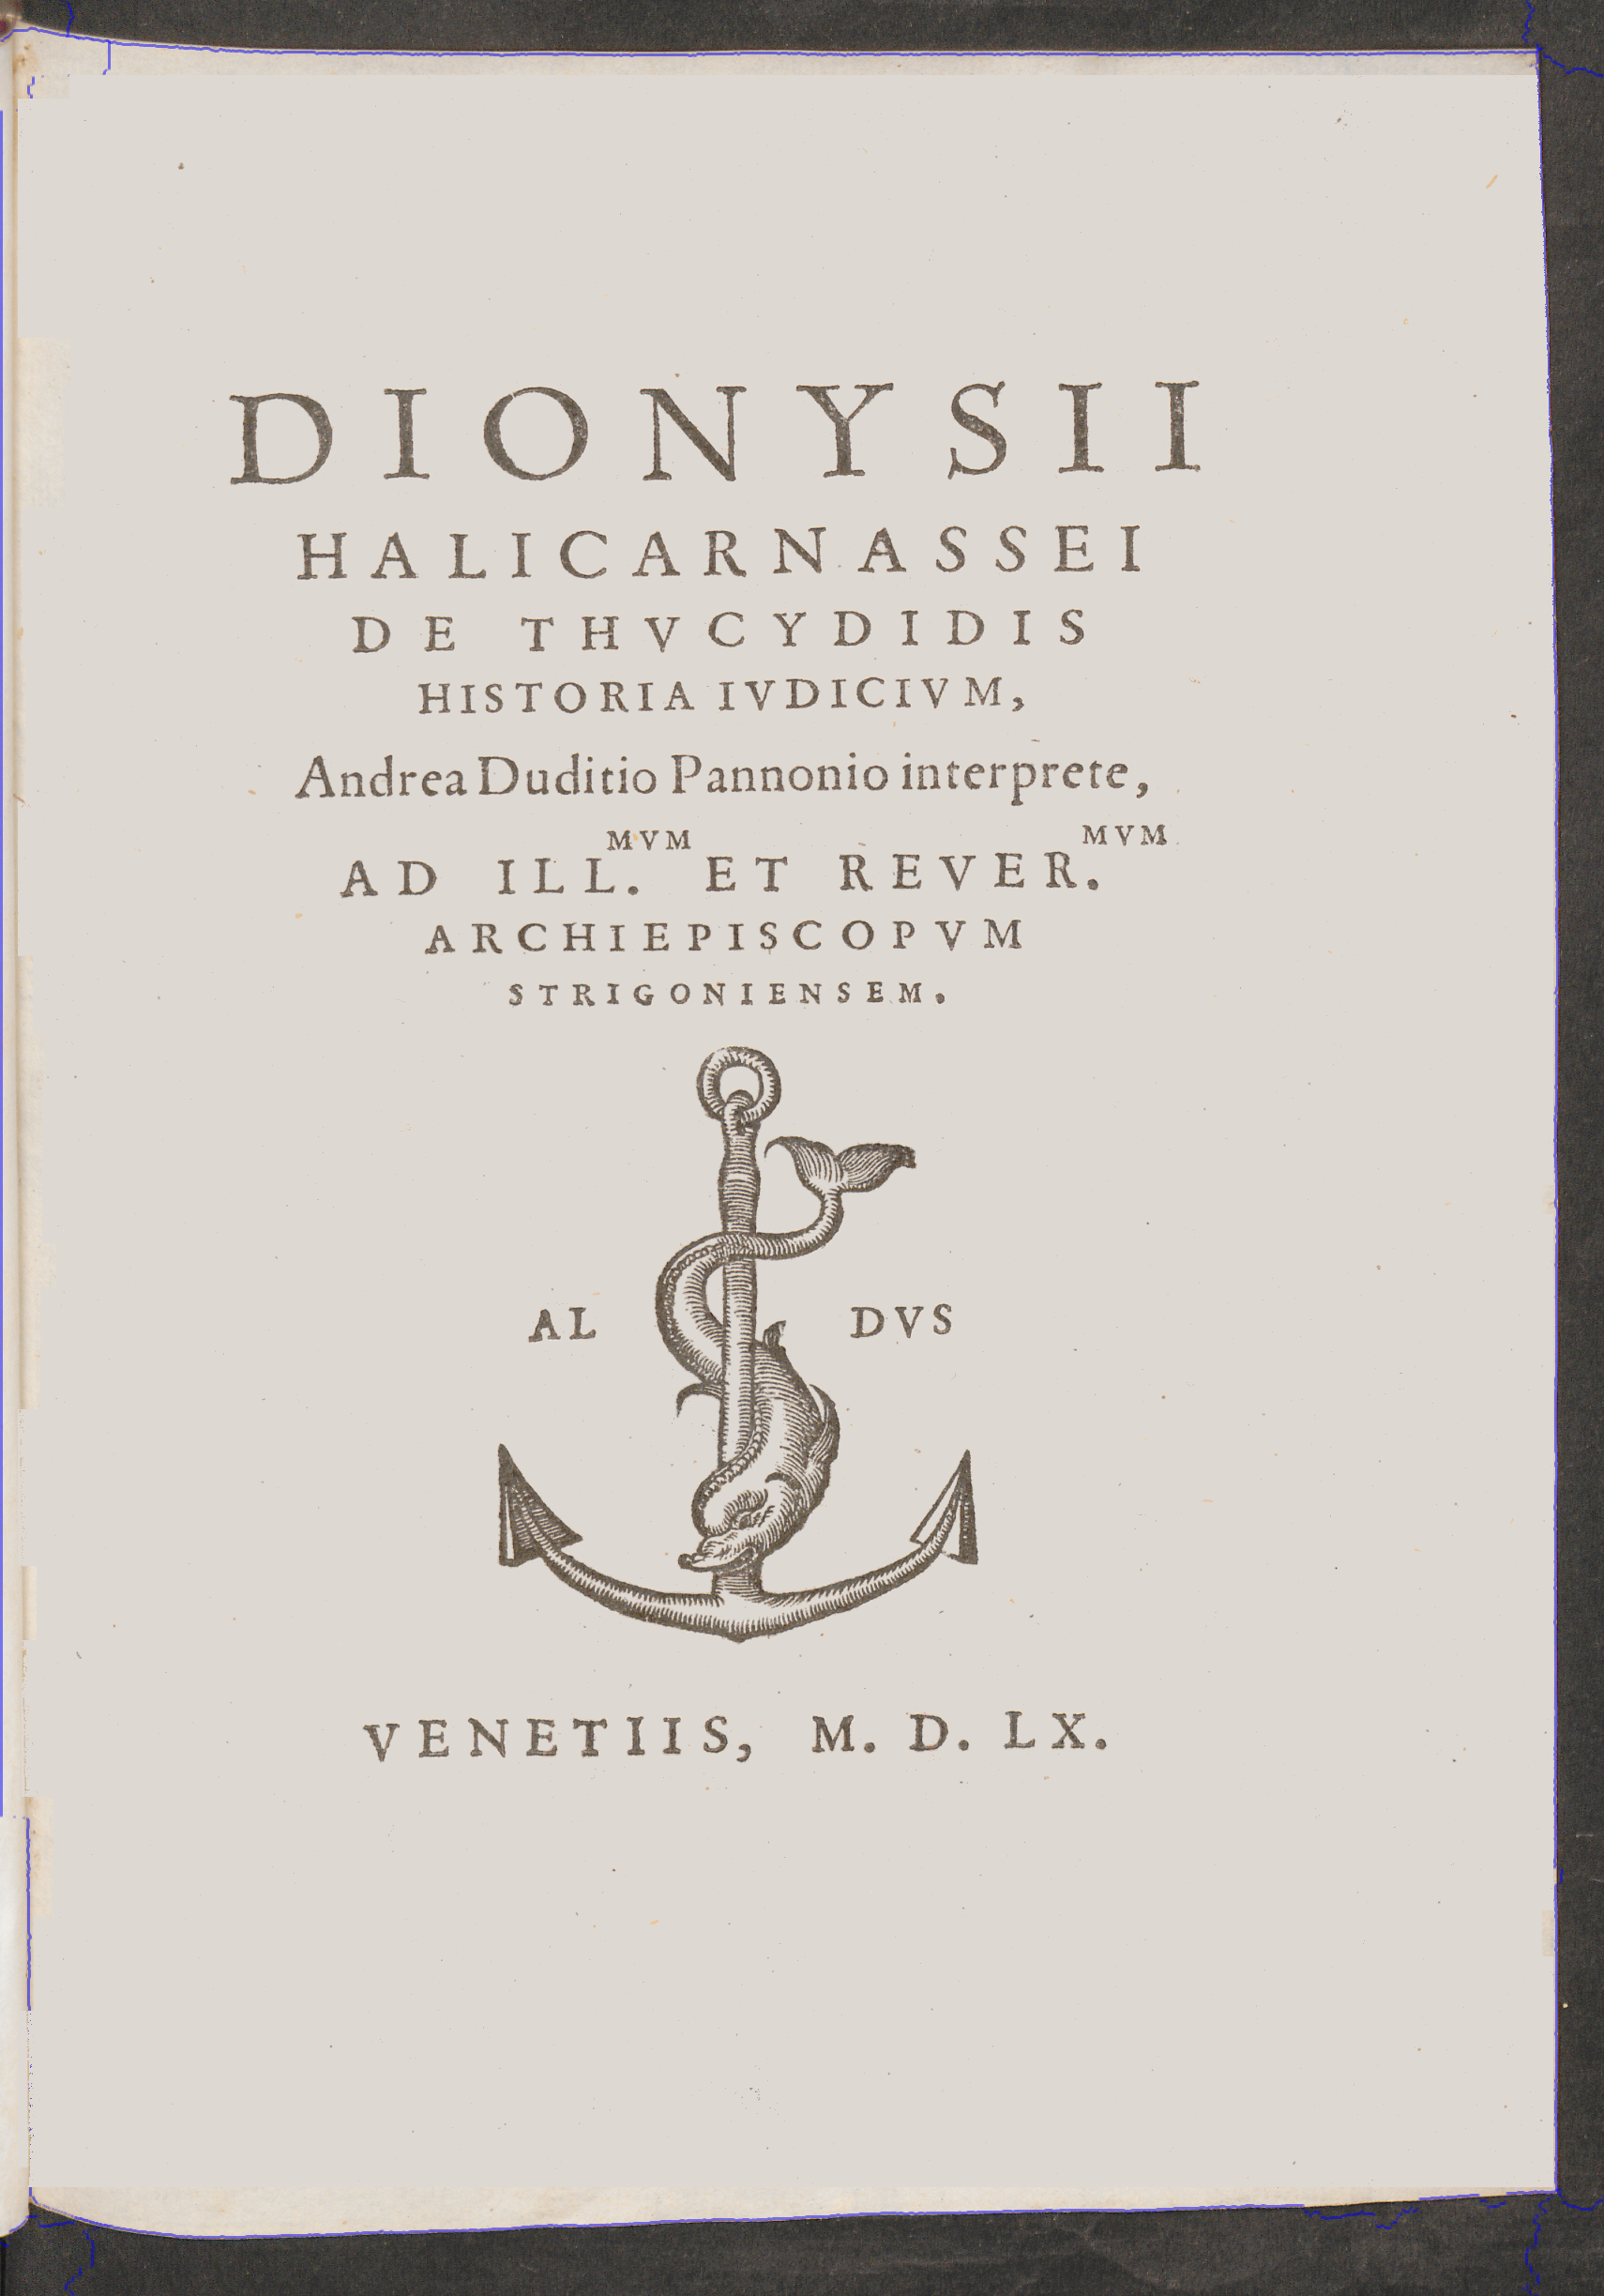 DIONYSII
HALICARNASSEI
DE THVCYDIDIS
HISTORIA IVDICIVM,
Andrea Duditio Pannonio interprete,
AD ILL.MVM ET REVER.MVM
ARCHIEPISCOPVM
STRIGONIENSEM.
AL DVS
VENETIIS, M. D. LX.